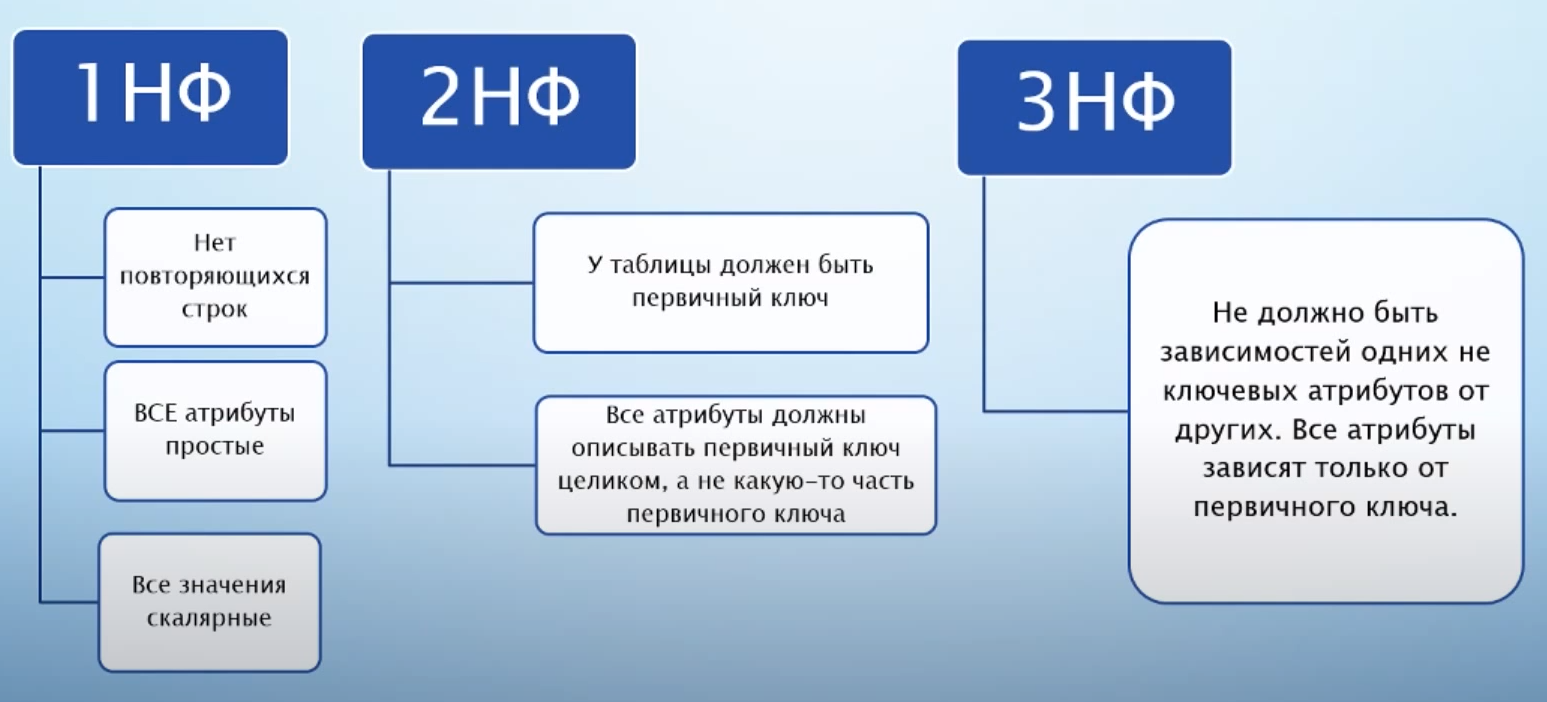 1НФ
Нет
повторяющихся
строк
ВСЕ атрибуты
простые
Все значения
скалярные
2НФ
У таблицы должен быть
первичный ключ
Все атрибуты должны
описывать первичный ключ
целиком, а не какую-то часть
первичного ключа
3НФ
Не должно быть
зависимостей одних не
ключевых атрибутов от
других. Все атрибуты
зависят только от
первичного ключа.